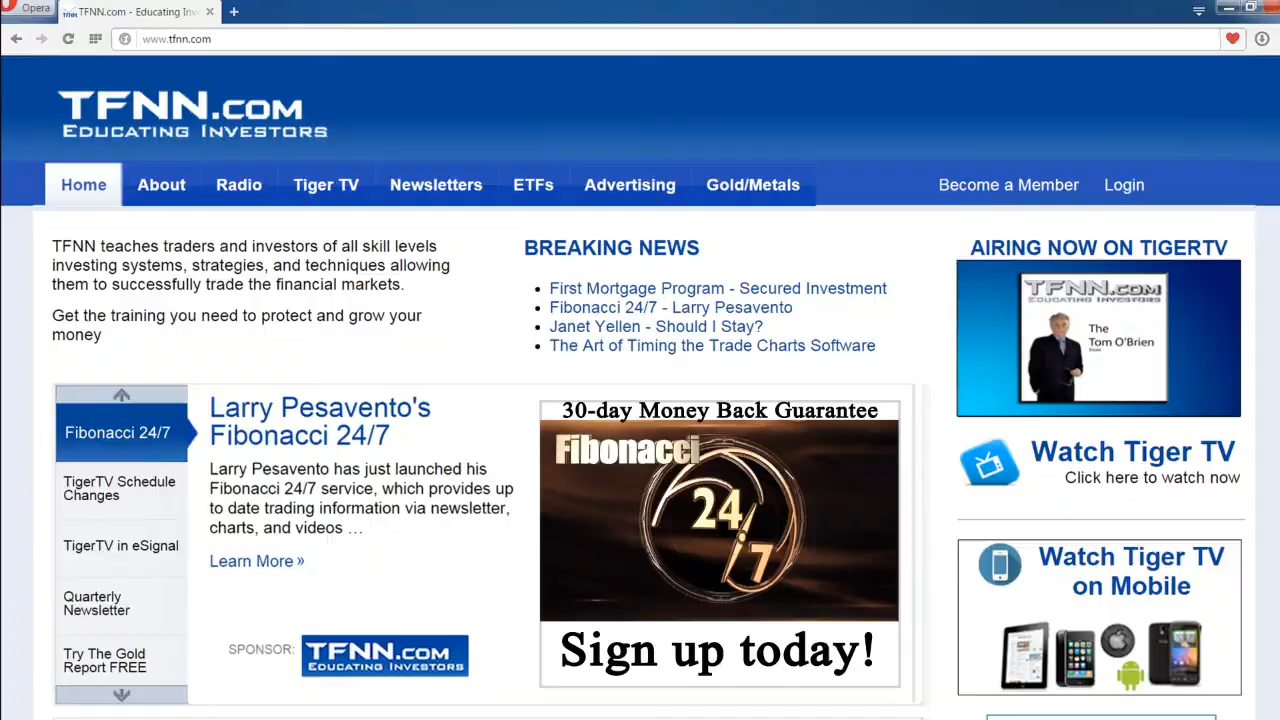 Opera
TFNN.com - Educating Inv
www.tfnn.com
TFNN.COM
EDUCATING INVESTORS
Home
About
Radio
Tiger TV
Newsletters
ETFs
Advertising
Gold/Metals
Become a Member
Login
TFNN teaches traders and investors of all skill levels
investing systems, strategies, and techniques allowing
them to successfully trade the financial markets.
Get the training you need to protect and grow your
money
BREAKING NEWS
First Mortgage Program - Secured Investment
Fibonacci 24/7 - Larry Pesavento
Janet Yellen - Should I Stay?
The Art of Timing the Trade Charts Software
AIRING NOW ON TIGERTV
TFNN.COM
EDUCATING INVESTORS
The
Tom O'Brien
Show
Watch Tiger TV
Click here to watch now
Fibonacci 24/7
TigerTV Schedule
Changes
TigerTV in eSignal
Quarterly
Newsletter
Try The Gold
Report FREE
Larry Pesavento's
Fibonacci 24/7
Larry Pesavento has just launched his
Fibonacci 24/7 service, which provides up
to date trading information via newsletter,
charts, and videos …
Learn More »
SPONSOR:
TFNN.COM
EDUCATING INVESTORS
30-day Money Back Guarantee
Fibonacci
24
7
Sign up today!
Watch Tiger TV
on Mobile